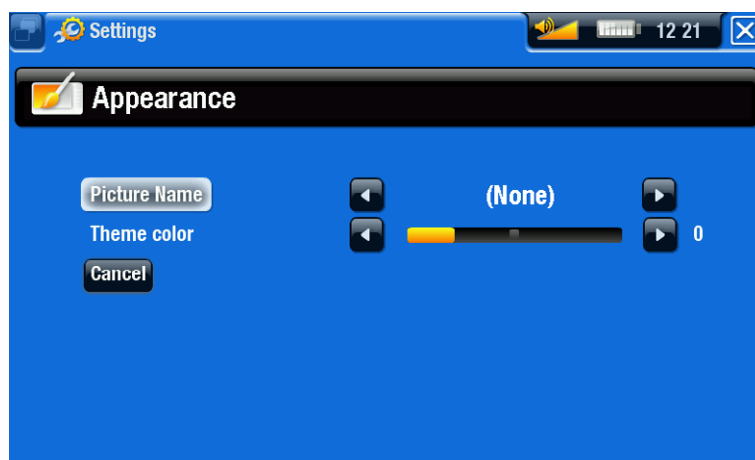 Settings 12 21
Appearance
Picture Name (None)
Theme color 0
Cancel